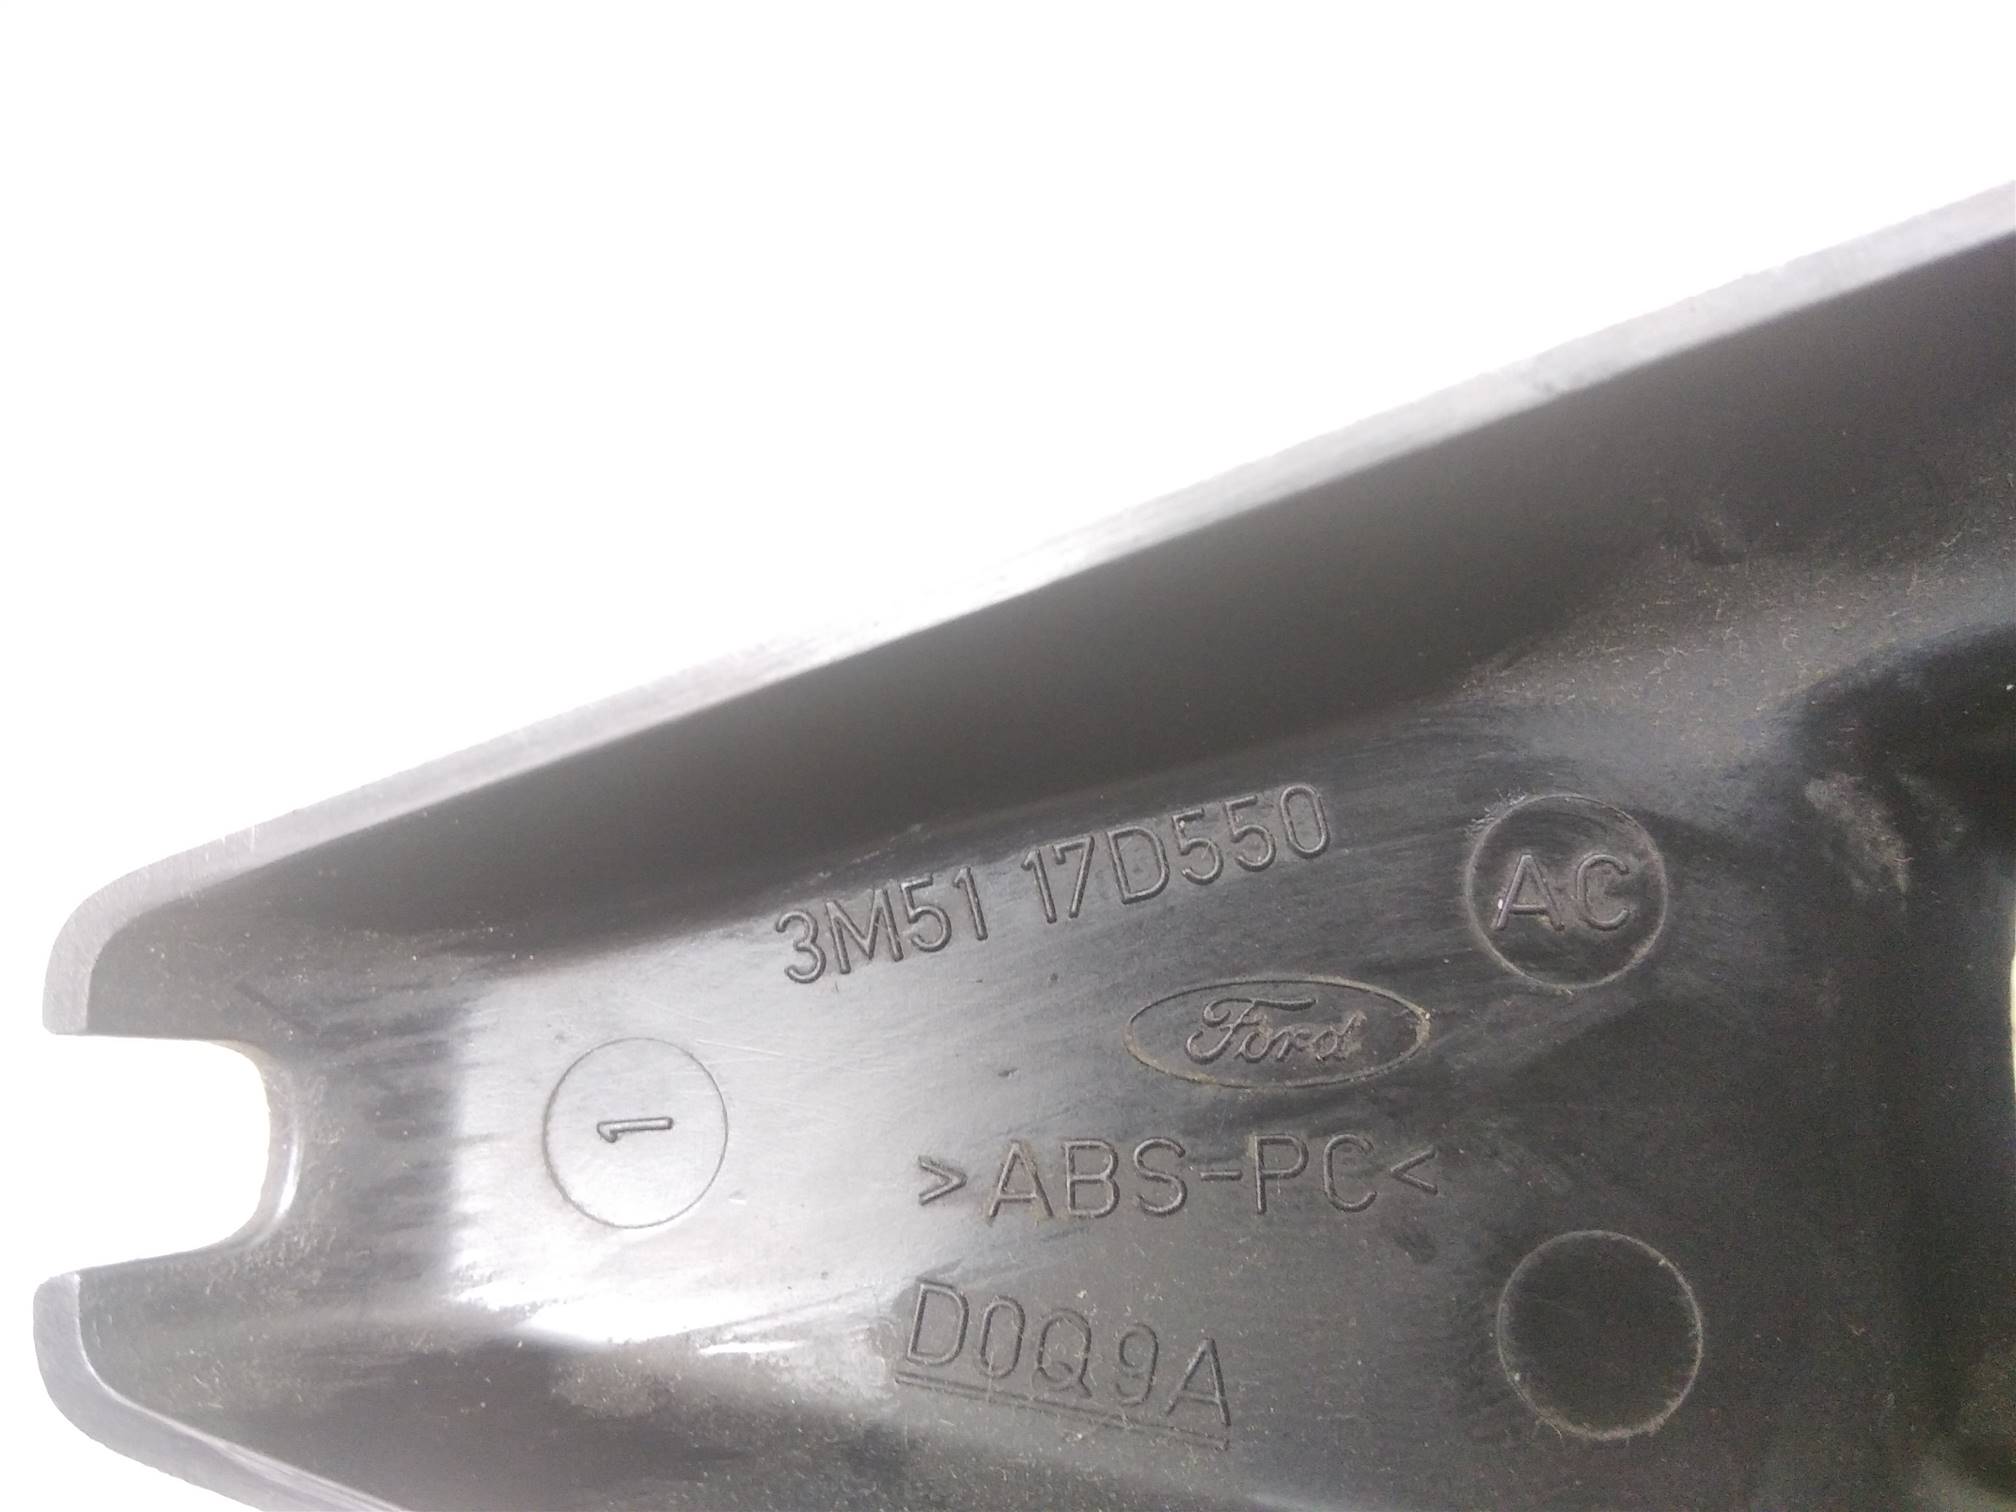 3M51 17D550
AC
Ford
1
>ABS-PC<
D0Q9A